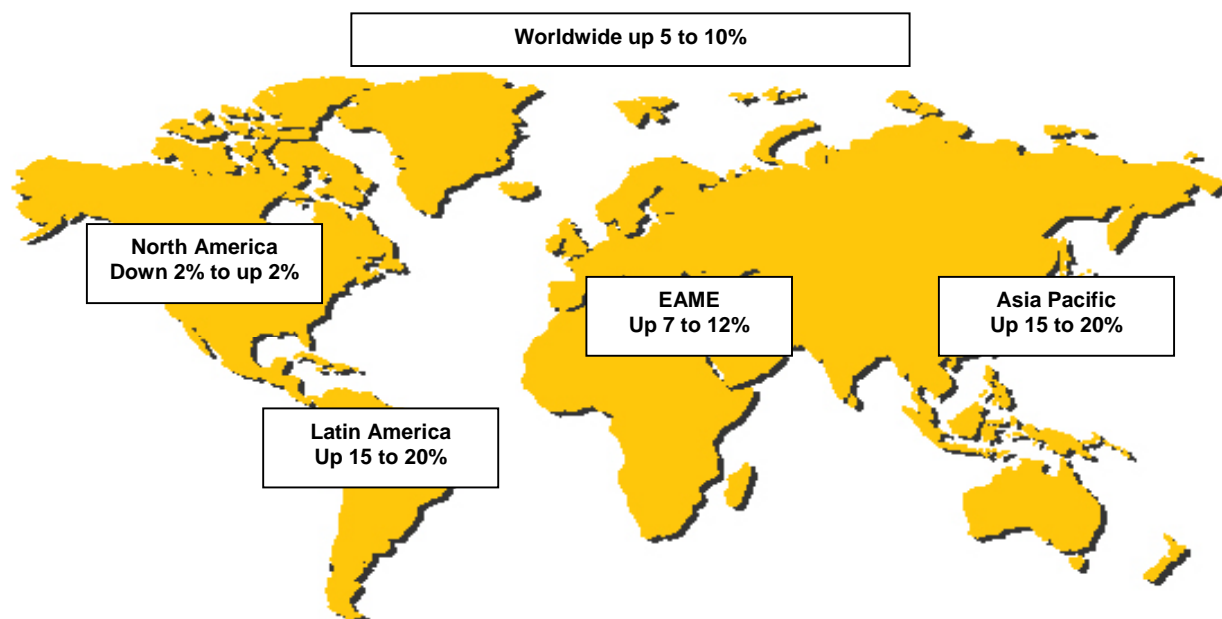 Worldwide up 5 to 10%
North America
Down 2% to up 2%
EAME
Up 7 to 12%
Asia Pacific
Up 15 to 20%
Latin America
Up 15 to 20%